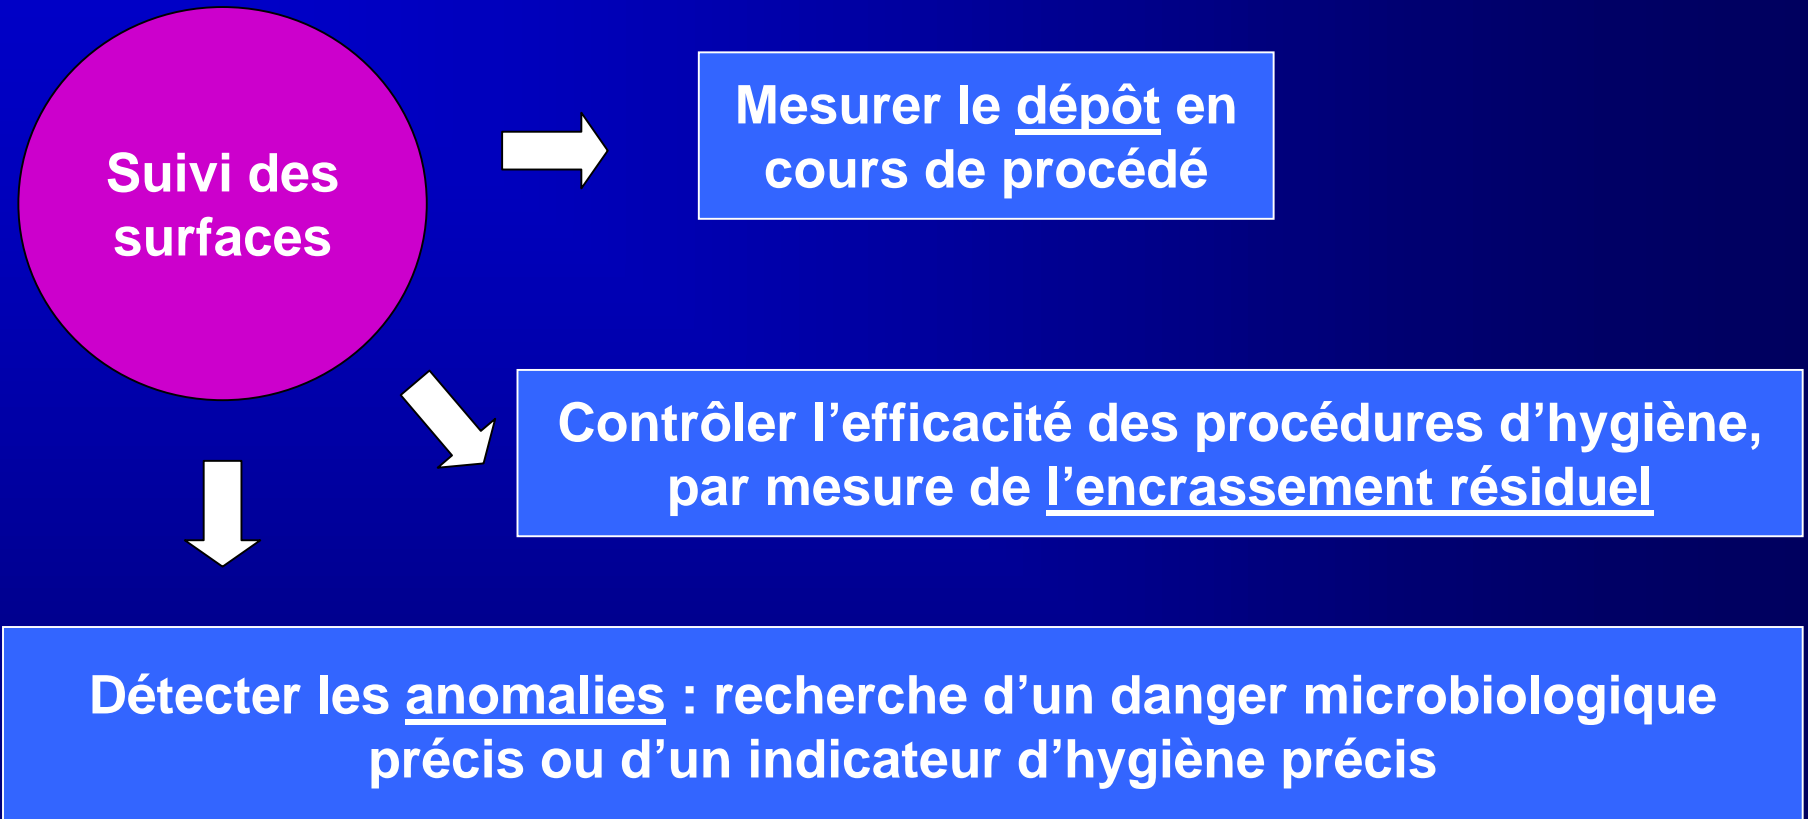 Suivi des
surfaces
Mesurer le dépôt en
cours de procédé
Contrôler l’efficacité des procédures d’hygiène,
par mesure de l’encrassement résiduel
Détecter les anomalies : recherche d’un danger microbiologique
précis ou d’un indicateur d’hygiène précis